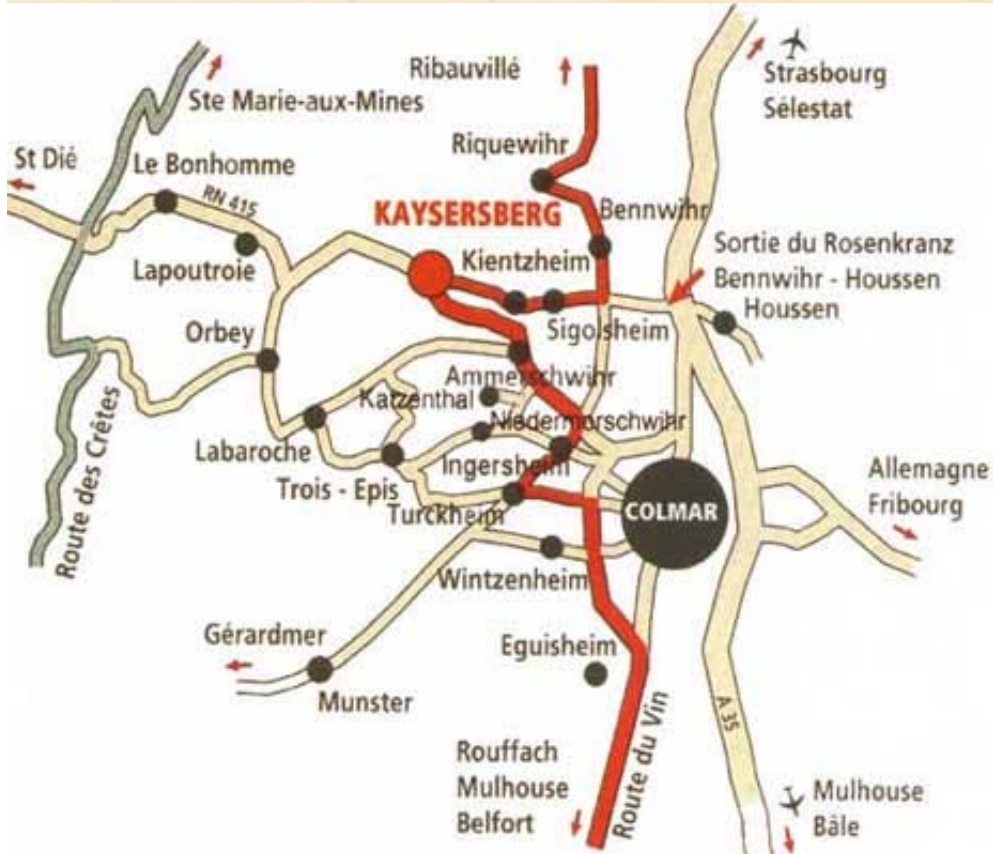 Ribauvillé
Strasbourg
Sélestat
Ste Marie-aux-Mines
Riquewihr
St Dié
Le Bonhomme
RN 415
KAYSERSBERG
Bennwihr
Sortie du Rosenkranz
Bennwihr - Houssen
Houssen
Lapoutroie
Kientzheim
Orbey
Sigolsheim
Ammerschwihr
Katzenthal
Niedermorschwihr
Labaroche
Ingersheim
Trois - Epis
Turckheim
COLMAR
Allemagne
Fribourg
Route des Crêtes
Wintzenheim
Gérardmer
Eguisheim
Munster
A 35
Route du Vin
Rouffach
Mulhouse
Belfort
Mulhouse
Bâle